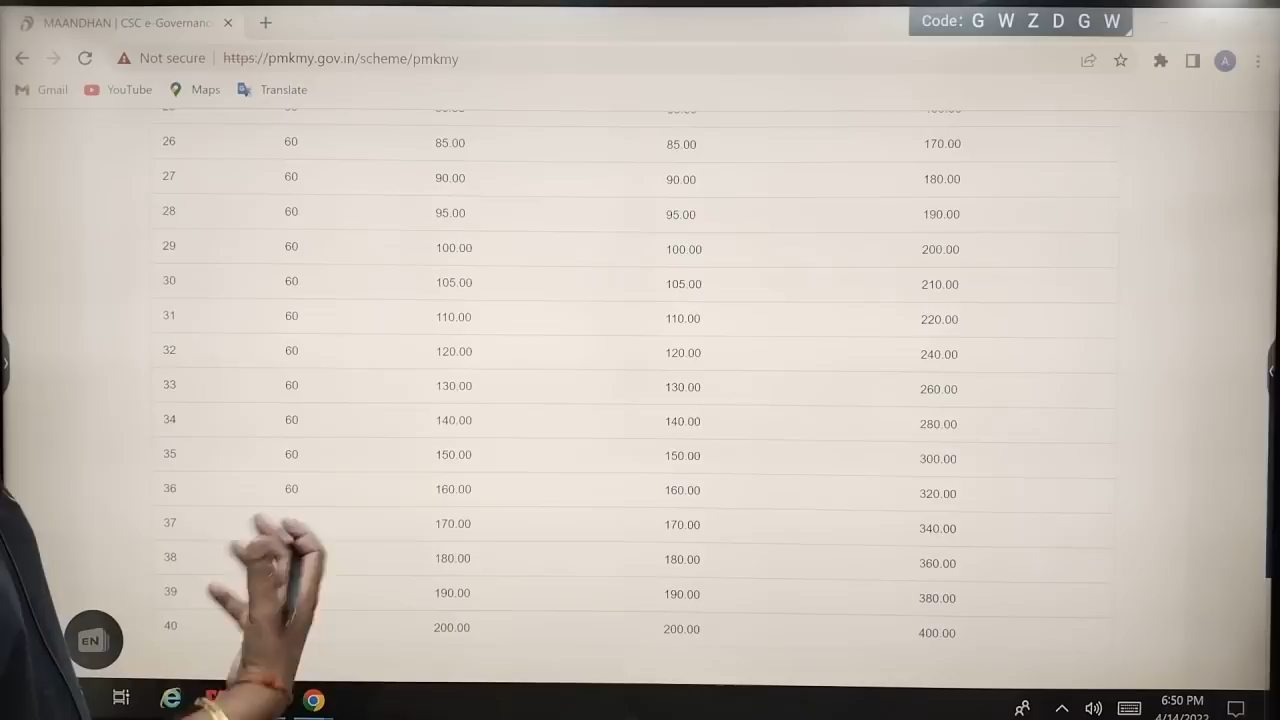 MAANDHAN | CSC e-Governanc
Code: G W Z D G W
Not secure https://pmkmy.gov.in/scheme/pmkmy
A
Gmail YouTube Maps Translate
26 60 85.00 85.00 170.00
27 60 90.00 90.00 180.00
28 60 95.00 95.00 190.00
29 60 100.00 100.00 200.00
30 60 105.00 105.00 210.00
31 60 110.00 110.00 220.00
32 60 120.00 120.00 240.00
33 60 130.00 130.00 260.00
34 60 140.00 140.00 280.00
35 60 150.00 150.00 300.00
36 60 160.00 160.00 320.00
37 170.00 170.00 340.00
38 180.00 180.00 360.00
39 190.00 190.00 380.00
40 200.00 200.00 400.00
EN
6:50 PM
4/14/2022